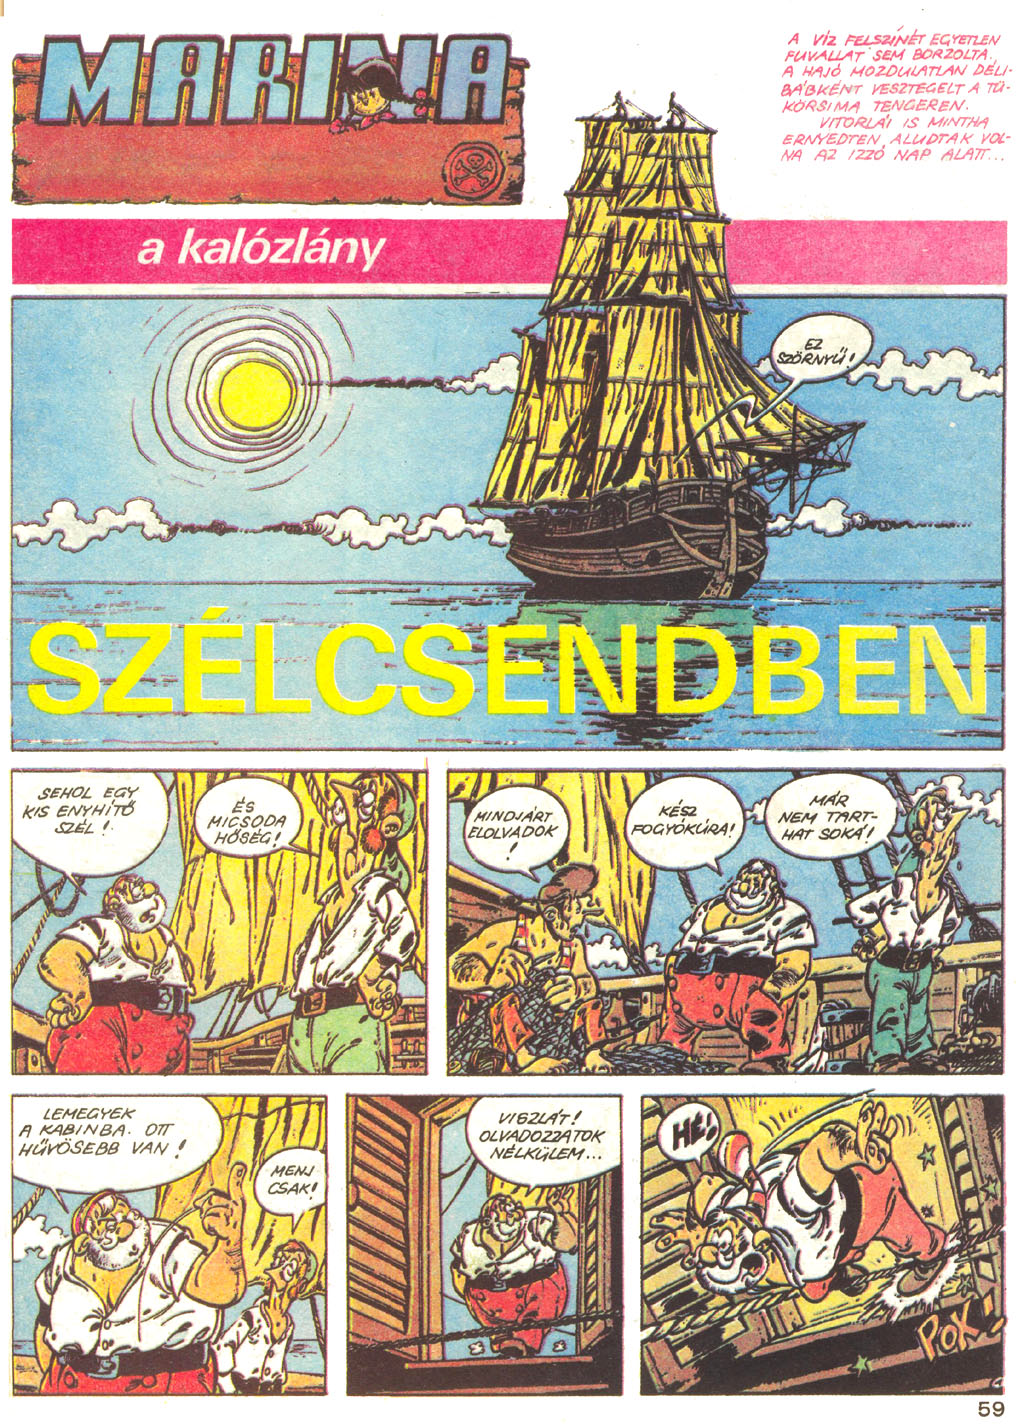 MARINA
A VÍZ FELSZÍNÉT EGYETLEN
FUVALLAT SEM BORZOLTA.
A HAJÓ MOZDULATLAN DÉLI-
BÁBKÉNT VESZTEGELT A TÜ-
KÖRSIMA TENGEREN.
VITORLÁI IS MINTHA
ERNYEDTEN ALUDTAK VOL-
NA AZ IZZÓ NAP ALATT...
a kalózlány
EZ
SZÖRNYŰ!
SZÉLCSENDBEN
SEHOL EGY
KIS ENYHÍTŐ
SZÉL!
ÉS
MICSODA
HŐSÉG!
MINDJÁRT
ELOLVADOK
!
KÉSZ
FOGYÓKÚRA!
MÁR
NEM TART-
HAT SOKÁ!
LEMEGYEK
A KABINBA. OTT
HŰVÖSEBB VAN!
MENJ
CSAK!
VISZLÁT!
OLVADOZZATOK
NÉLKÜLEM...
HÉ!
POK!
59